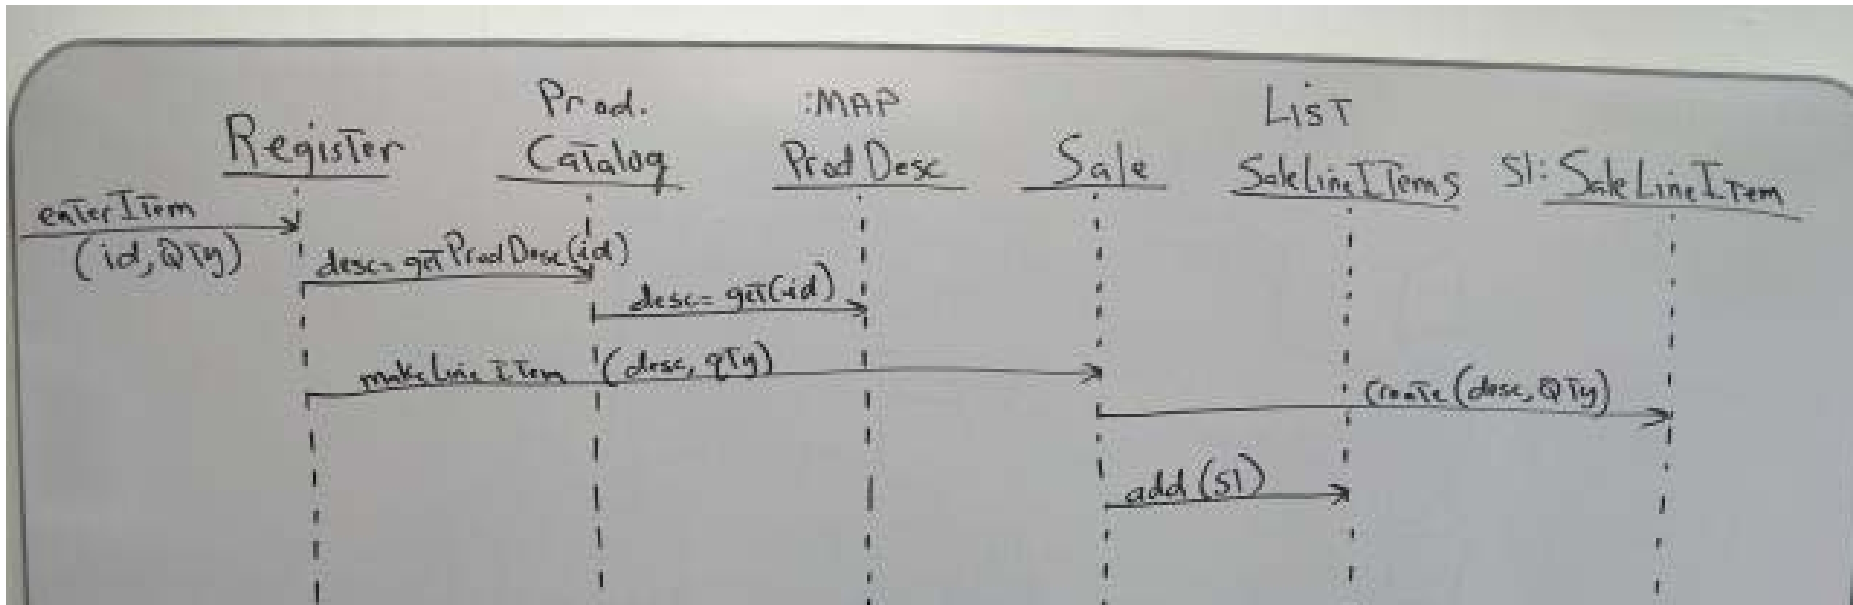 Register
Prod.
Catalog
:MAP
Prod Desc
Sale
List
SaleLineITems
Sl: SaleLineITem
enterITem
(id, QTy)
desc=getProdDesc(id)
desc=get(id)
makeLineITem (desc, qTy)
create(desc, QTy)
add(sl)